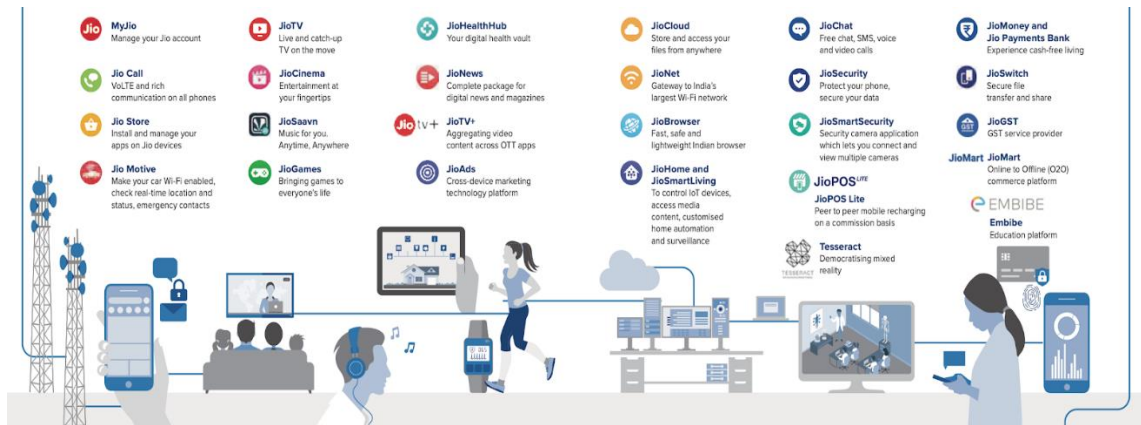 Jio
MyJio
Manage your Jio account
Jio Call
VoLTE and rich
communication on all phones
Jio Store
Install and manage your
apps on Jio devices
Jio Motive
Make your car Wi-Fi enabled,
check real-time location and
status, emergency contacts
JioTV
Live and catch-up
TV on the move
JioCinema
Entertainment at
your fingertips
JioSaavn
Music for you.
Anytime, Anywhere
JioGames
Bringing games to
everyone's life
JioHealthHub
Your digital health vault
JioNews
Complete package for
digital news and magazines
Jio tv+
JioTV+
Aggregating video
content across OTT apps
JioAds
Cross-device marketing
technology platform
JioCloud
Store and access your
files from anywhere
JioNet
Gateway to India's
largest Wi-Fi network
JioBrowser
Fast, safe and
lightweight Indian browser
JioHome and
JioSmartLiving
To control IoT devices,
access media
content, customised
home automation
and surveillance
JioChat
Free chat, SMS, voice
and video calls
JioSecurity
Protect your phone,
secure your data
JioSmartSecurity
Security camera application
which lets you connect and
view multiple cameras
JioPOS LITE
JioPOS Lite
Peer to peer mobile recharging
on a commission basis
TESSERACT
Tesseract
Democratising mixed
reality
₹
JioMoney and
Jio Payments Bank
Experience cash-free living
JioSwitch
Secure file
transfer and share
GST
JioGST
GST service provider
JioMart
JioMart
Online to Offline (O2O)
commerce platform
EMBIBE
Embibe
Education platform